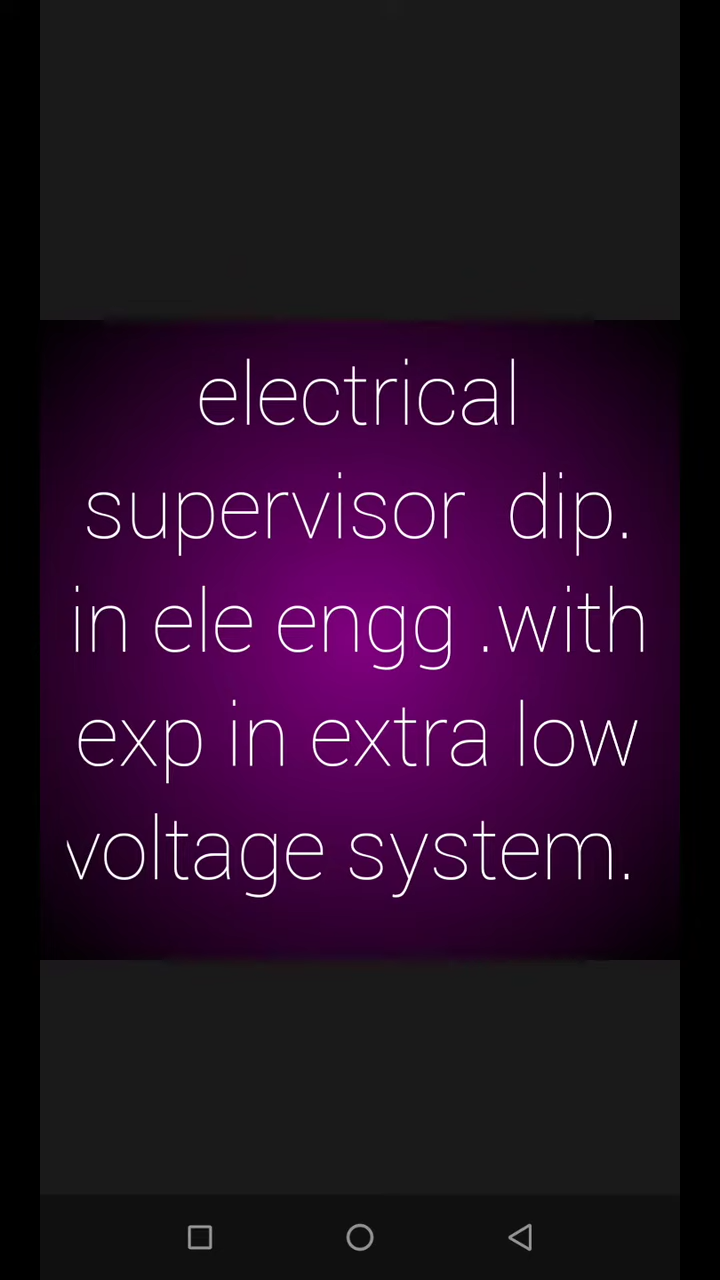 electrical
supervisor  dip.
in ele engg .with
exp in extra low
voltage system.